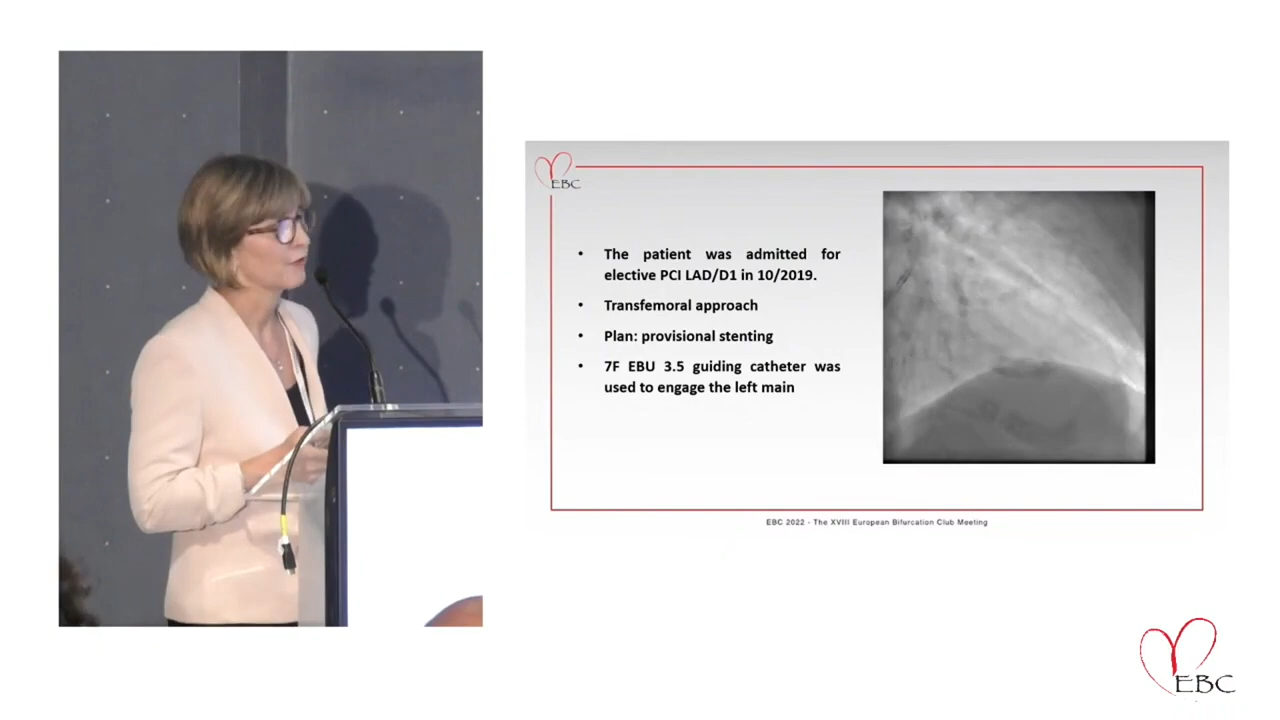 EBC
• The patient was admitted for
elective PCI LAD/D1 in 10/2019.
• Transfemoral approach
• Plan: provisional stenting
• 7F EBU 3.5 guiding catheter was
used to engage the left main
EBC 2022 - The XVIII European Bifurcation Club Meeting
EBC